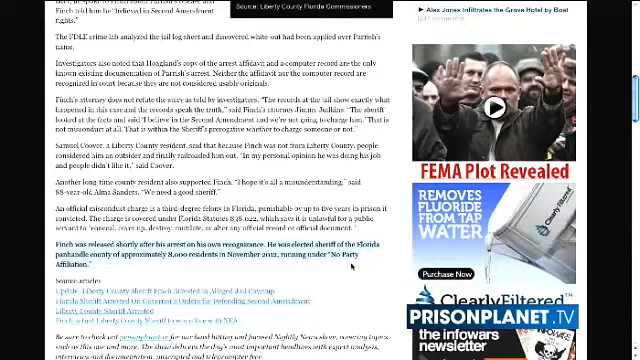 Finch told him he "believed in Second Amendment
rights."
Source: Liberty County Florida Commissioners
Alex Jones Infiltrates the Grove Hotel by Boat
The FDLE crime lab analyzed the jail log sheet and discovered white-out had been applied over Parrish's
name.
Investigators also noted that Hoagland's copy of the arrest affidavit and a computer record are the only
known existing documentation of Parrish's arrest. Neither the affidavit nor the computer record are
recognized in court because they are not considered usable originals.
Finch's attorney does not refute the story as told by investigators. "The records at the jail show exactly what
happened in this case and the records speak the truth," said Finch's attorney Jimmy Judkins. "The sheriff
looked at the facts and said 'I believe in the Second Amendment and we're not going to charge him.' That is
not misconduct at all. That is within the Sheriff's prerogative whether to charge someone or not."
Samuel Coover, a Liberty County resident, said that because Finch was not from Liberty County, people
considered him an outsider and finally railroaded him out. "In my personal opinion he was doing his job
and people didn't like it," said Coover.
Another long-time county resident also supported Finch. "I hope it's all a misunderstanding," said
88-year-old Alma Sanders. "We need a good sheriff."
An official misconduct charge is a third-degree felony in Florida, punishable by up to five years in prison if
convicted. The charge is covered under Florida Statutes 838.022, which says it is unlawful for a public
servant to "conceal, cover up, destroy, mutilate, or alter any official record or official document."
Finch was released shortly after his arrest on his own recognizance. He was elected sheriff of the Florida
panhandle county of approximately 8,000 residents in November 2012, running under "No Party
Affiliation."
Source articles
Update: Liberty County Sheriff Finch Arrested in Alleged Jail Coverup
Florida Sheriff Arrested On Governor's Orders for Defending Second Amendment
Liberty County Sheriff Arrested
FEMA Plot Revealed
REMOVES
FLUORIDE
FROM TAP
WATER
Purchase Now
ClearlyFiltered
PRISONPLANET.TV
the infowars
newsletter